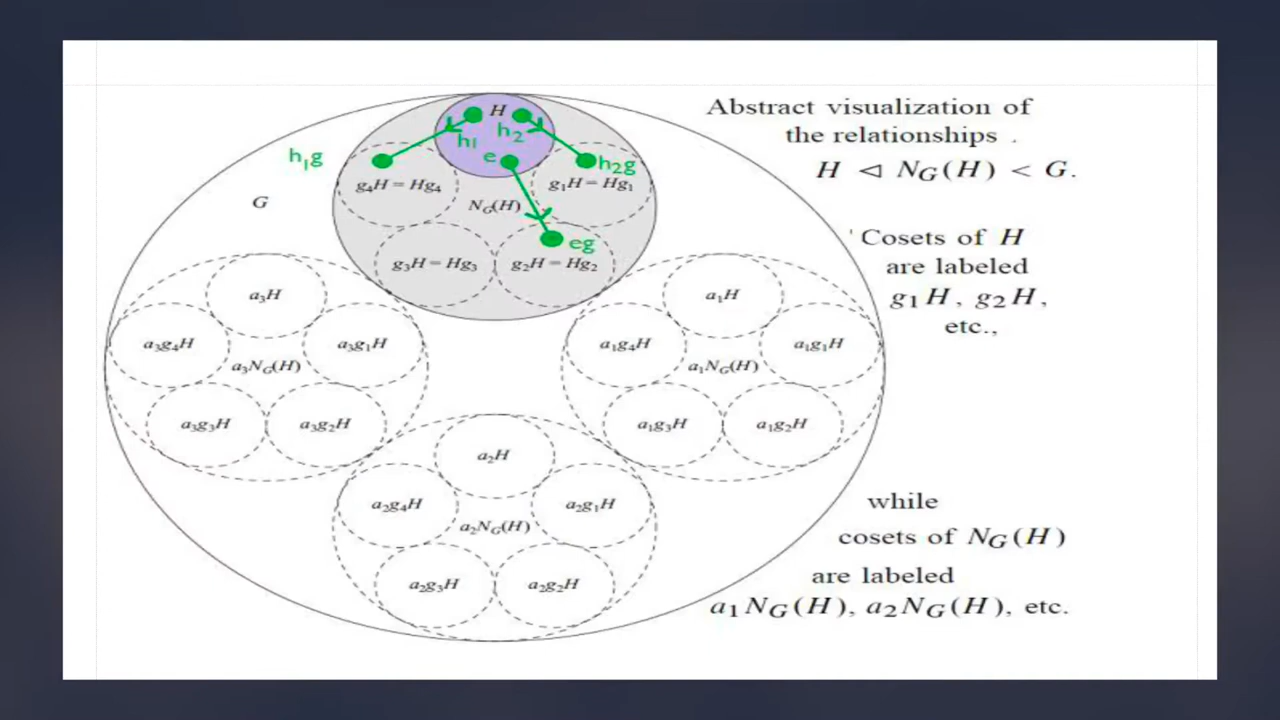 Abstract visualization of
the relationships .
H ⊲ N_G(H) < G.
' Cosets of H
are labeled
g₁H, g₂H,
etc.,
while
cosets of N_G(H)
are labeled
a₁N_G(H), a₂N_G(H), etc.
H
h₁
h₂
e
h₁g
h₂g
g₄H = Hg₄
g₁H = Hg₁
G
N_G(H)
eg
g₃H = Hg₃
g₂H = Hg₂
a₃H
a₃g₄H
a₃g₁H
a₃N_G(H)
a₃g₃H
a₃g₂H
a₁H
a₁g₄H
a₁g₁H
a₁N_G(H)
a₁g₃H
a₁g₂H
a₂H
a₂g₄H
a₂g₁H
a₂N_G(H)
a₂g₃H
a₂g₂H